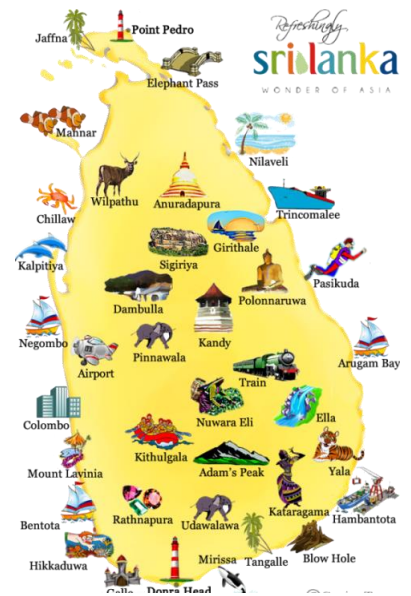 Refreshingly
srilanka
WONDER OF ASIA
Jaffna
Point Pedro
Elephant Pass
Mannar
Nilaveli
Wilpathu
Anuradapura
Trincomalee
Chillaw
Girithale
Kalpitiya
Sigiriya
Pasikuda
Dambulla
Polonnaruwa
Negombo
Kandy
Pinnawala
Arugam Bay
Airport
Train
Colombo
Nuwara Eli
Ella
Kithulgala
Mount Lavinia
Adam's Peak
Yala
Rathnapura
Kataragama
Hambantota
Bentota
Udawalawa
Hikkaduwa
Mirissa
Tangalle
Blow Hole
Galle
Donra Head